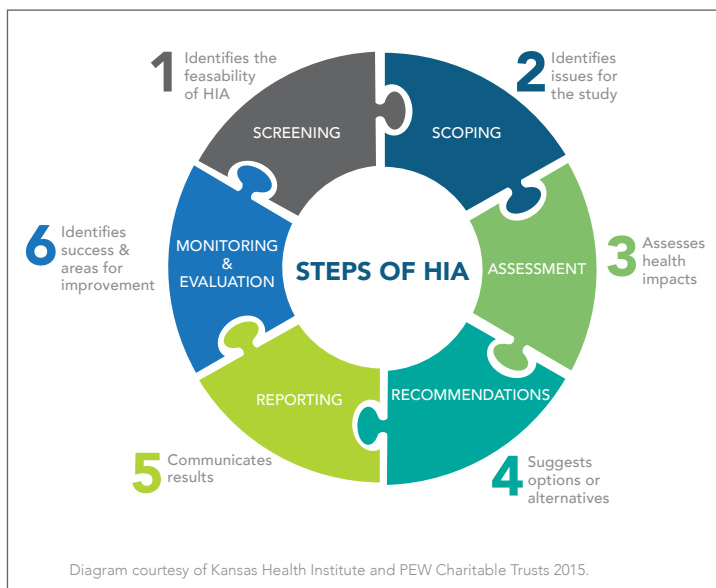 1
Identifies the
feasability
of HIA
SCREENING
2
Identifies
issues for
the study
SCOPING
3
Assesses
health
impacts
ASSESSMENT
4
Suggests
options or
alternatives
RECOMMENDATIONS
5
Communicates
results
REPORTING
6
Identifies
success &
areas for
improvement
MONITORING
&
EVALUATION
STEPS OF HIA
Diagram courtesy of Kansas Health Institute and PEW Charitable Trusts 2015.